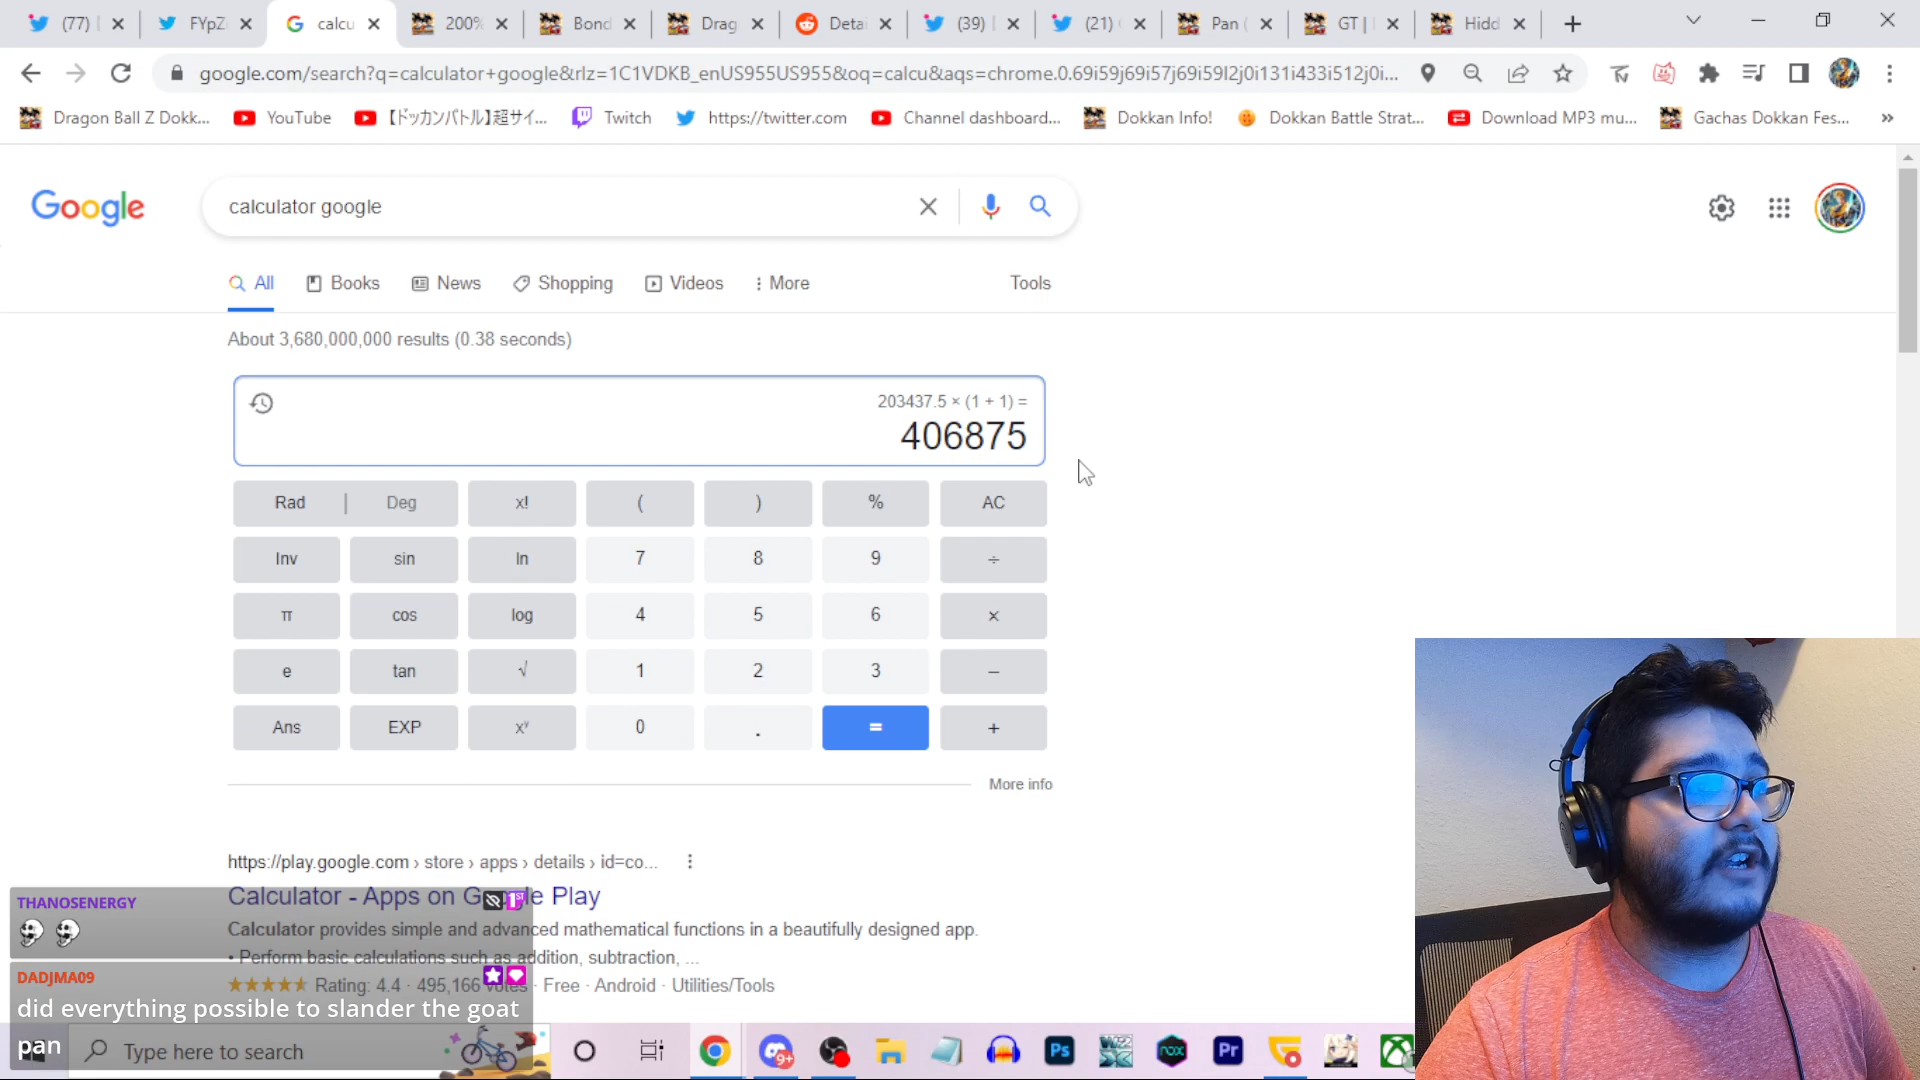 (77)
FYpZ
calcu
200%
Bond
Drag
Detai
(39)
(21)
Pan (
GT |
Hidd
google.com/search?q=calculator+google&rlz=1C1VDKB_enUS955US955&oq=calcu&aqs=chrome.0.69i59j69i57j69i59l2j0i131i433i512j0i...
Dragon Ball Z Dokk...
YouTube
【ドッカンバトル】超サイ...
Twitch
https://twitter.com
Channel dashboard...
Dokkan Info!
Dokkan Battle Strat...
Download MP3 mu...
Gachas Dokkan Fes...
»
Google
calculator google
All
Books
News
Shopping
Videos
More
Tools
About 3,680,000,000 results (0.38 seconds)
203437.5 × (1 + 1) =
406875
Rad | Deg x! ( ) % AC
Inv sin ln 7 8 9 ÷
π cos log 4 5 6 ×
e tan √ 1 2 3 −
Ans EXP xʸ 0 . = +
More info
https://play.google.com › store › apps › details › id=co...
Calculator - Apps on Google Play
Calculator provides simple and advanced mathematical functions in a beautifully designed app.
• Perform basic calculations such as addition, subtraction, ...
Rating: 4.4 · 495,166 votes · Free · Android · Utilities/Tools
THANOSENERGY
DADJMA09
did everything possible to slander the goat
pan
Type here to search
9+
Ps
nox
Pr